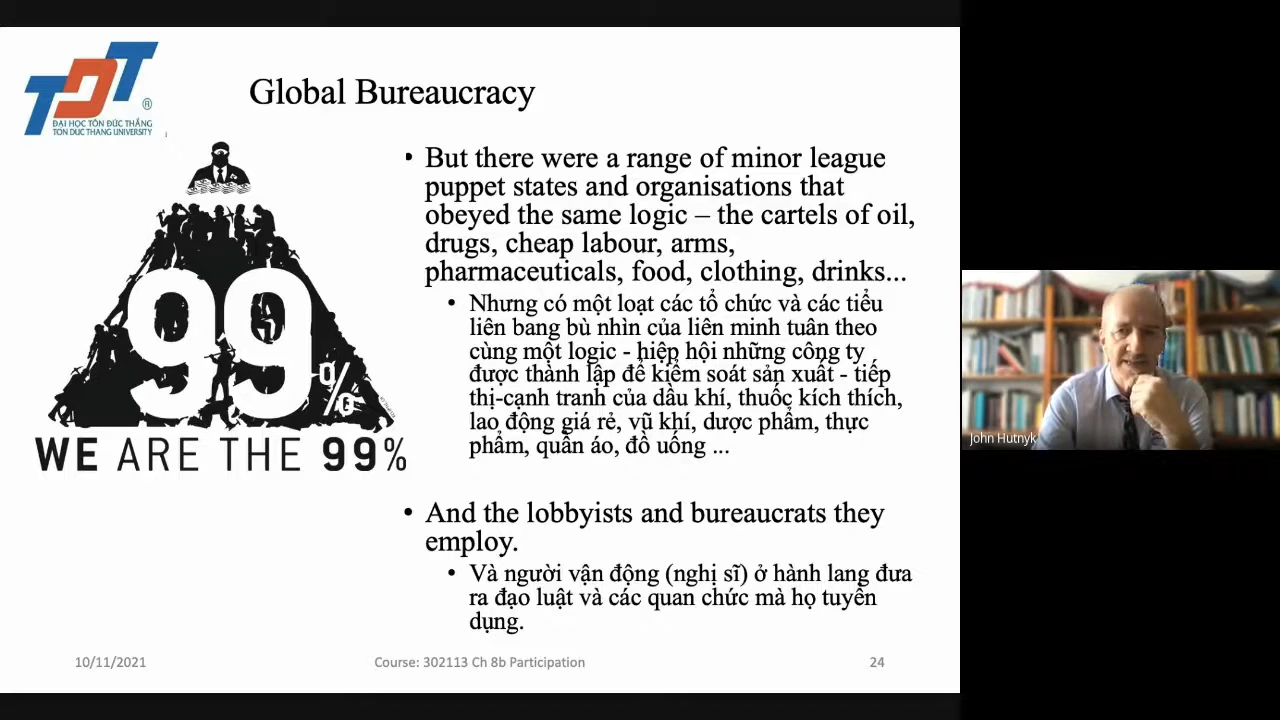 TDT
®
ĐẠI HỌC TÔN ĐỨC THẮNG
TON DUC THANG UNIVERSITY
Global Bureaucracy
99%
WE ARE THE 99%
• But there were a range of minor league
puppet states and organisations that
obeyed the same logic – the cartels of oil,
drugs, cheap labour, arms,
pharmaceuticals, food, clothing, drinks...
• Nhưng có một loạt các tổ chức và các tiểu
liên bang bù nhìn của liên minh tuân theo
cùng một logic - hiệp hội những công ty
được thành lập để kiểm soát sản xuất - tiếp
thị-cạnh tranh của dầu khí, thuốc kích thích,
lao động giá rẻ, vũ khí, dược phẩm, thực
phẩm, quần áo, đồ uống ...
• And the lobbyists and bureaucrats they
employ.
• Và người vận động (nghị sĩ) ở hành lang đưa
ra đạo luật và các quan chức mà họ tuyển
dụng.
10/11/2021
Course: 302113 Ch 8b Participation
24
John Hutnyk